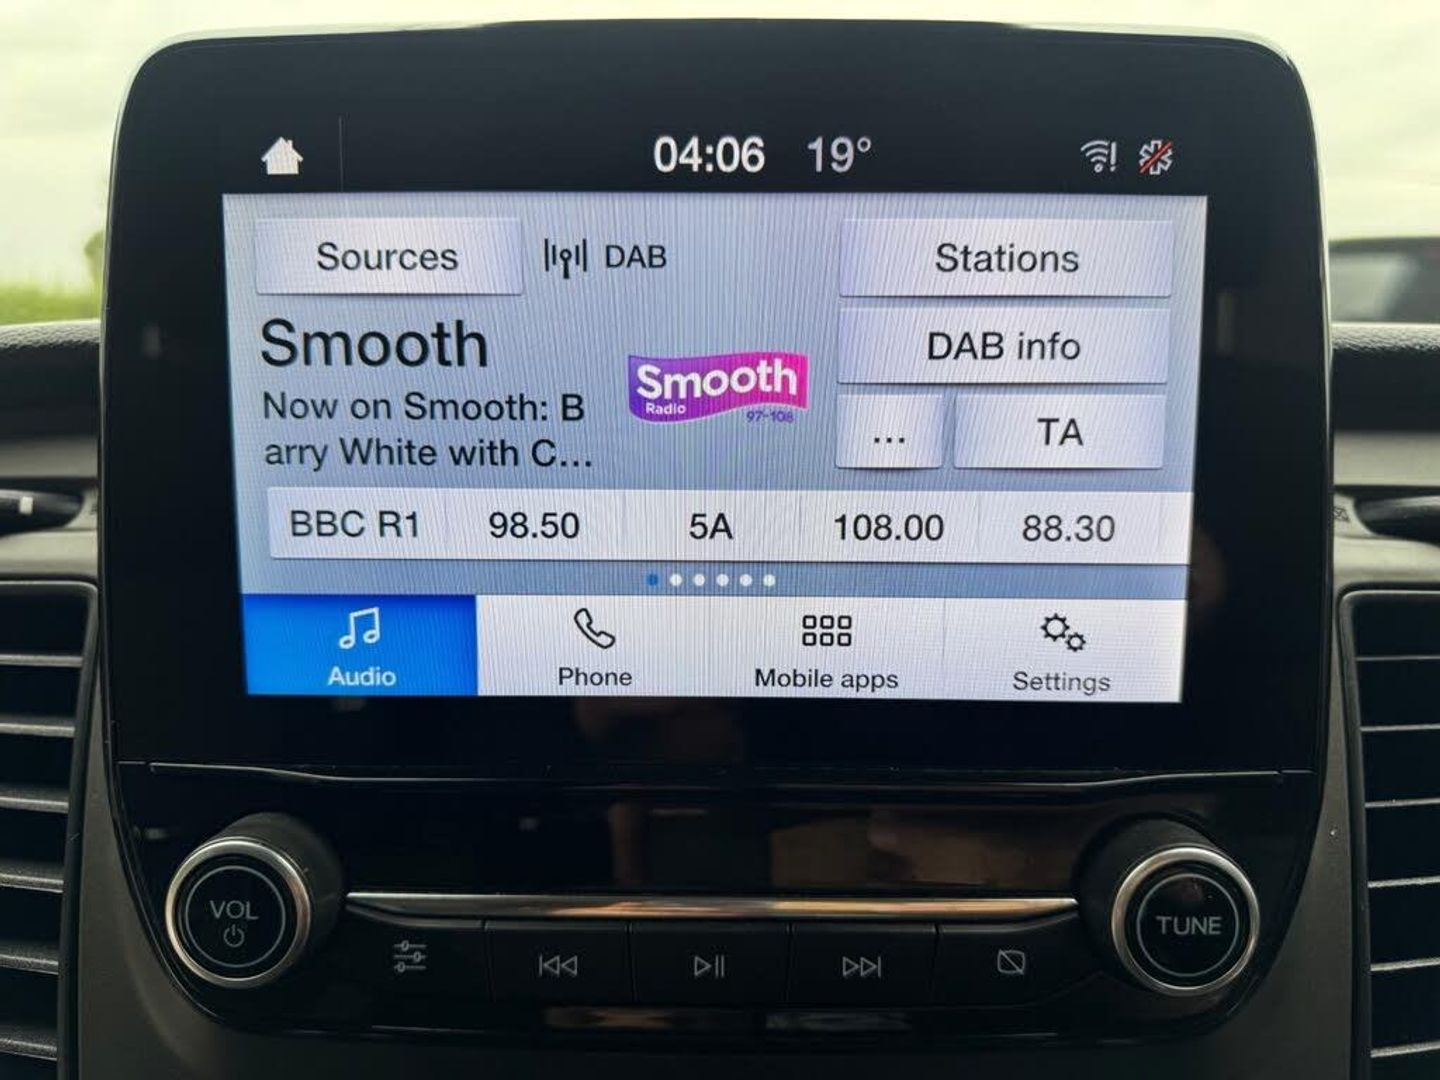 04:06 19°
Sources DAB Stations
Smooth
DAB info
Now on Smooth: B
arry White with C...
Smooth
Radio
97-108
... TA
BBC R1 98.50 5A 108.00 88.30
Audio Phone Mobile apps Settings
VOL
TUNE